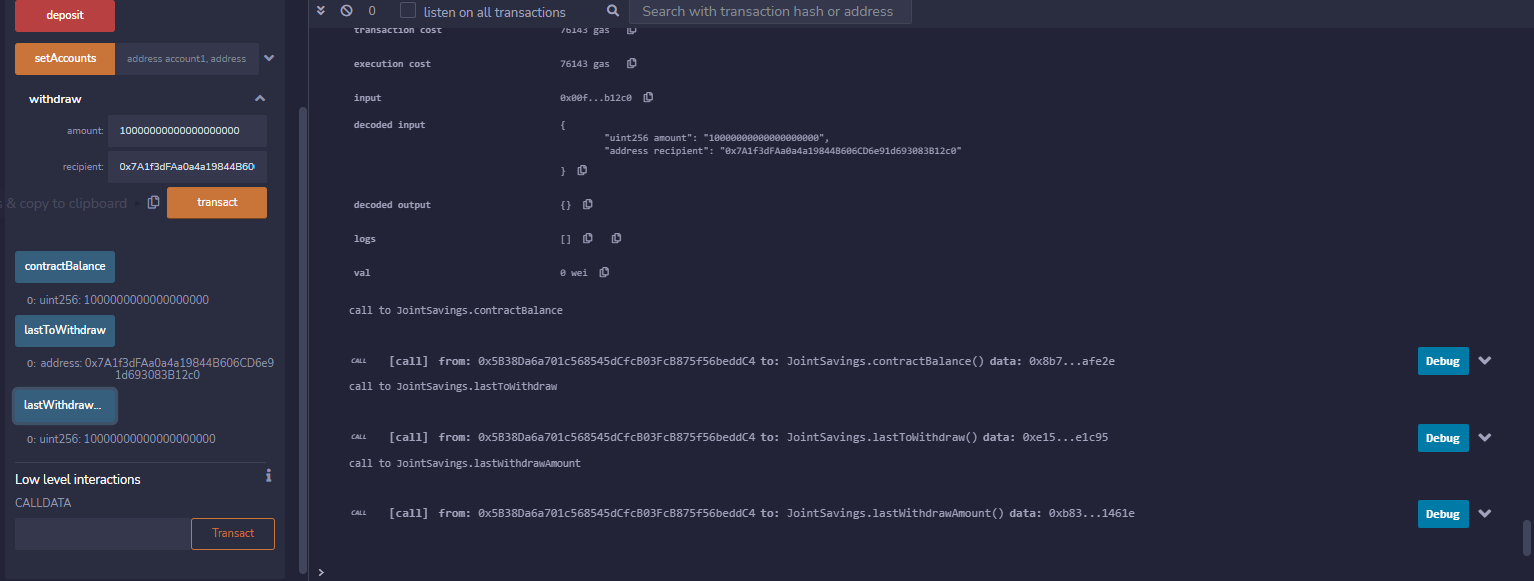 deposit
setAccounts address account1, address
withdraw
amount: 10000000000000000000
recipient: 0x7A1f3dFAa0a4a19844B60
s & copy to clipboard
transact
contractBalance
0: uint256: 1000000000000000000
lastToWithdraw
0: address: 0x7A1f3dFAa0a4a19844B606CD6e9
1d693083B12c0
lastWithdraw...
0: uint256: 10000000000000000000
Low level interactions i
CALLDATA
Transact
0 listen on all transactions Search with transaction hash or address
transaction cost 76143 gas
execution cost 76143 gas
input 0x00f...b12c0
decoded input {
"uint256 amount": "10000000000000000000",
"address recipient": "0x7A1f3dFAa0a4a19844B606CD6e91d693083B12c0"
}
decoded output {}
logs []
val 0 wei
call to JointSavings.contractBalance
CALL [call] from: 0x5B38Da6a701c568545dCfcB03FcB875f56beddC4 to: JointSavings.contractBalance() data: 0x8b7...afe2e
Debug
call to JointSavings.lastToWithdraw
CALL [call] from: 0x5B38Da6a701c568545dCfcB03FcB875f56beddC4 to: JointSavings.lastToWithdraw() data: 0xe15...e1c95
Debug
call to JointSavings.lastWithdrawAmount
CALL [call] from: 0x5B38Da6a701c568545dCfcB03FcB875f56beddC4 to: JointSavings.lastWithdrawAmount() data: 0xb83...1461e
Debug
>